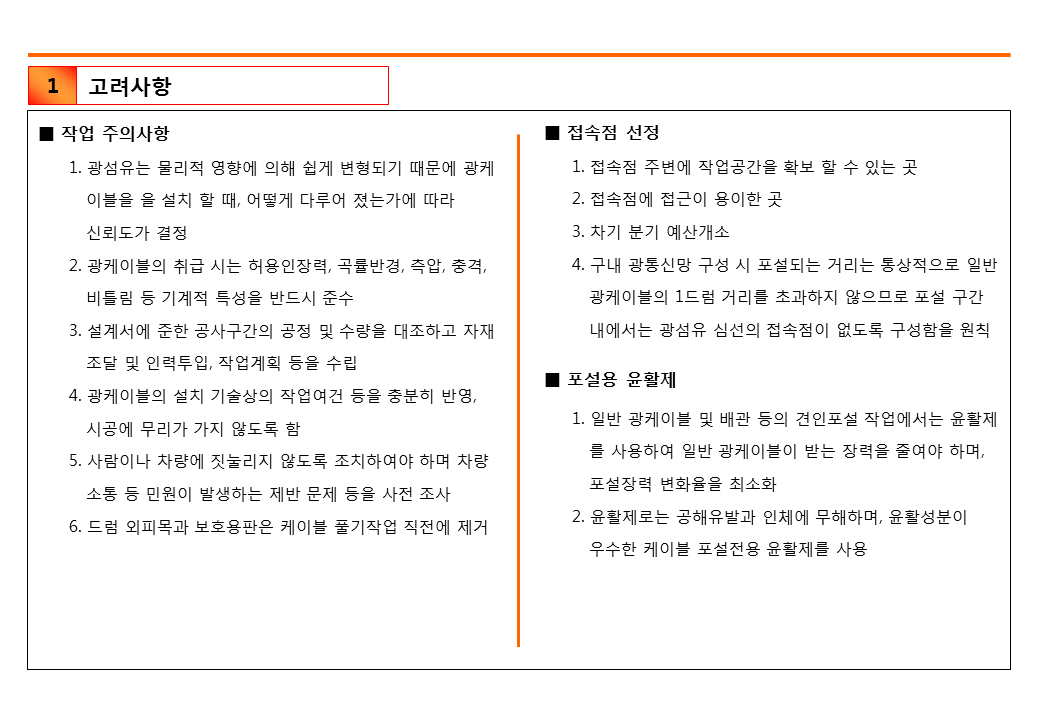 1 고려사항
■ 작업 주의사항
1. 광섬유는 물리적 영향에 의해 쉽게 변형되기 때문에 광케
이블을 을 설치 할 때, 어떻게 다루어 졌는가에 따라
신뢰도가 결정
2. 광케이블의 취급 시는 허용인장력, 곡률반경, 측압, 충격,
비틀림 등 기계적 특성을 반드시 준수
3. 설계서에 준한 공사구간의 공정 및 수량을 대조하고 자재
조달 및 인력투입, 작업계획 등을 수립
4. 광케이블의 설치 기술상의 작업여건 등을 충분히 반영,
시공에 무리가 가지 않도록 함
5. 사람이나 차량에 짓눌리지 않도록 조치하여야 하며 차량
소통 등 민원이 발생하는 제반 문제 등을 사전 조사
6. 드럼 외피목과 보호용판은 케이블 풀기작업 직전에 제거
■ 접속점 선정
1. 접속점 주변에 작업공간을 확보 할 수 있는 곳
2. 접속점에 접근이 용이한 곳
3. 차기 분기 예산개소
4. 구내 광통신망 구성 시 포설되는 거리는 통상적으로 일반
광케이블의 1드럼 거리를 초과하지 않으므로 포설 구간
내에서는 광섬유 심선의 접속점이 없도록 구성함을 원칙
■ 포설용 윤활제
1. 일반 광케이블 및 배관 등의 견인포설 작업에서는 윤활제
를 사용하여 일반 광케이블이 받는 장력을 줄여야 하며,
포설장력 변화율을 최소화
2. 윤활제로는 공해유발과 인체에 무해하며, 윤활성분이
우수한 케이블 포설전용 윤활제를 사용